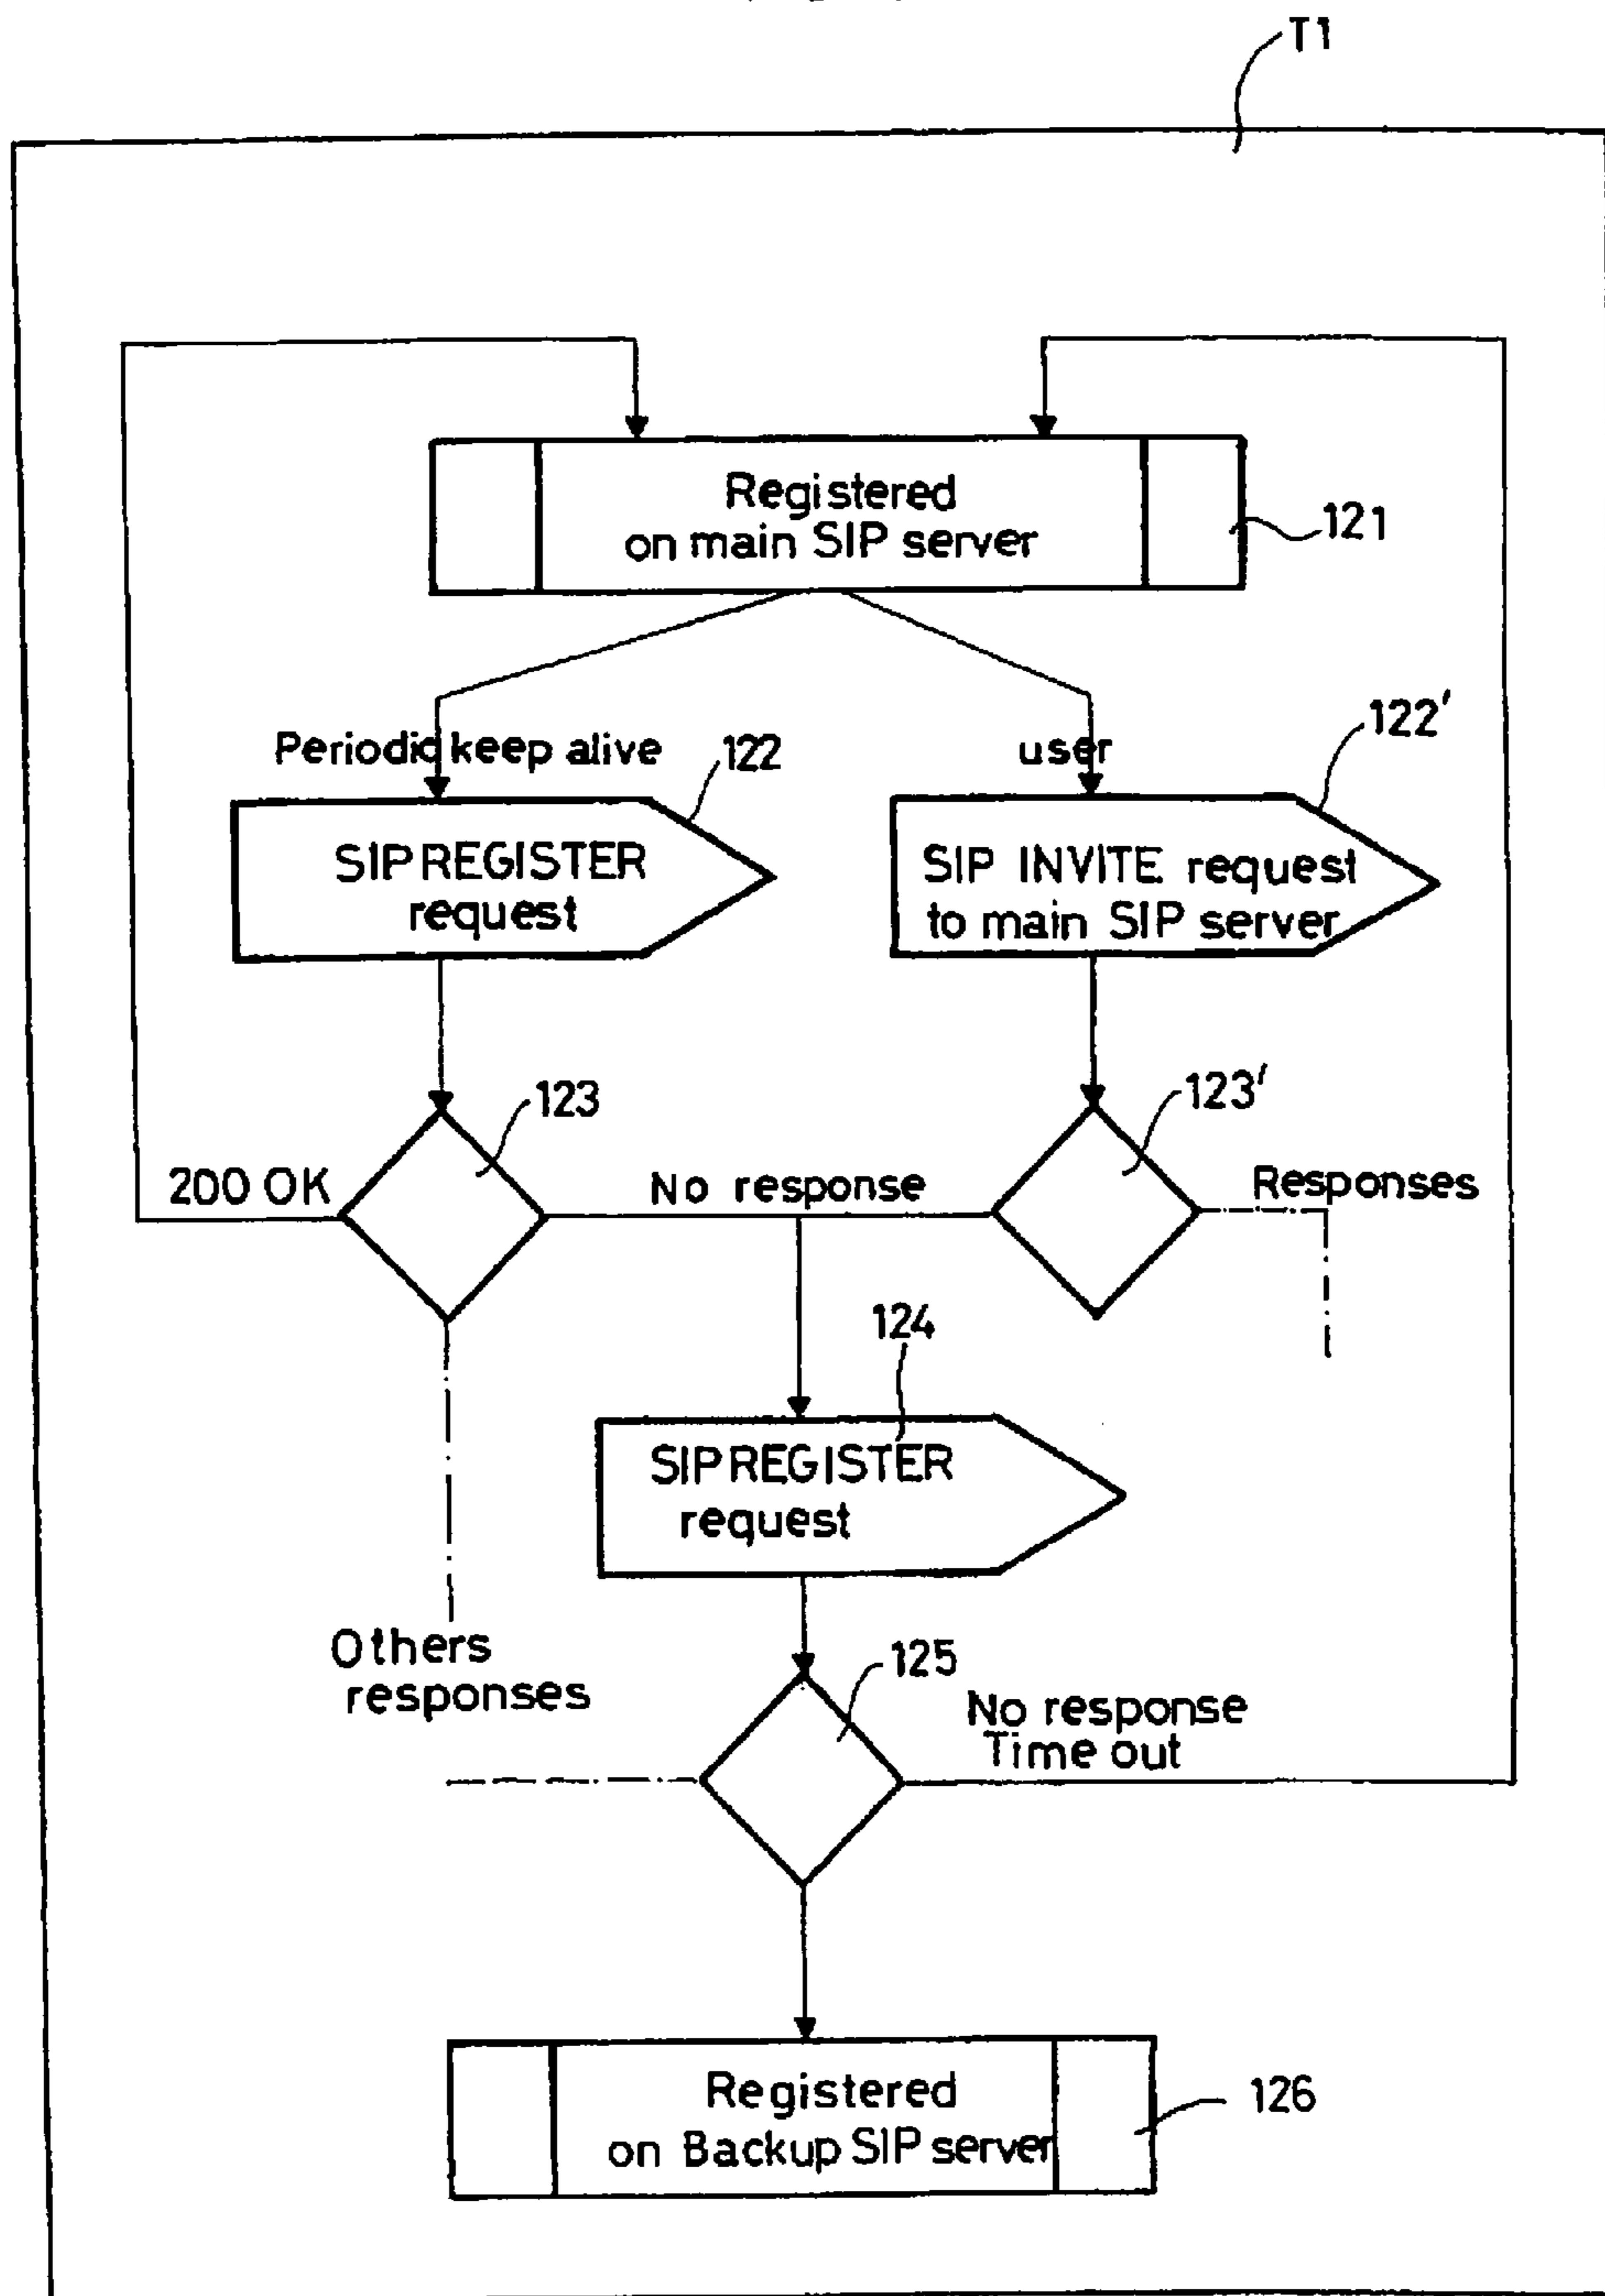 T1
Registered
on main SIP server
121
Periodic keep alive
122
user
122'
SIP REGISTER
request
SIP INVITE request
to main SIP server
123
123'
200 OK
No response
Responses
124
SIP REGISTER
request
Others
responses
125
No response
Time out
Registered
on Backup SIP server
126